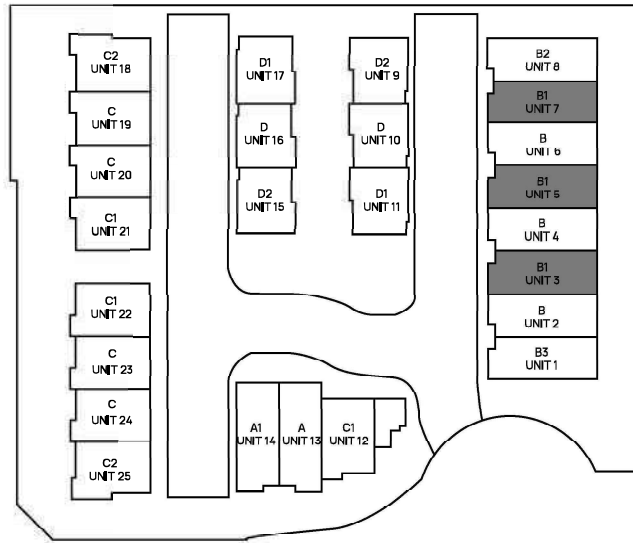 C2
UNIT 18
C
UNIT 19
C
UNIT 20
C1
UNIT 21
C1
UNIT 22
C
UNIT 23
C
UNIT 24
C2
UNIT 25
D1
UNIT 17
D
UNIT 16
D2
UNIT 15
D2
UNIT 9
D
UNIT 10
D1
UNIT 11
A1
UNIT 14
A
UNIT 13
C1
UNIT 12
B2
UNIT 8
B1
UNIT 7
B
UNIT 6
B1
UNIT 5
B
UNIT 4
B1
UNIT 3
B
UNIT 2
B3
UNIT 1